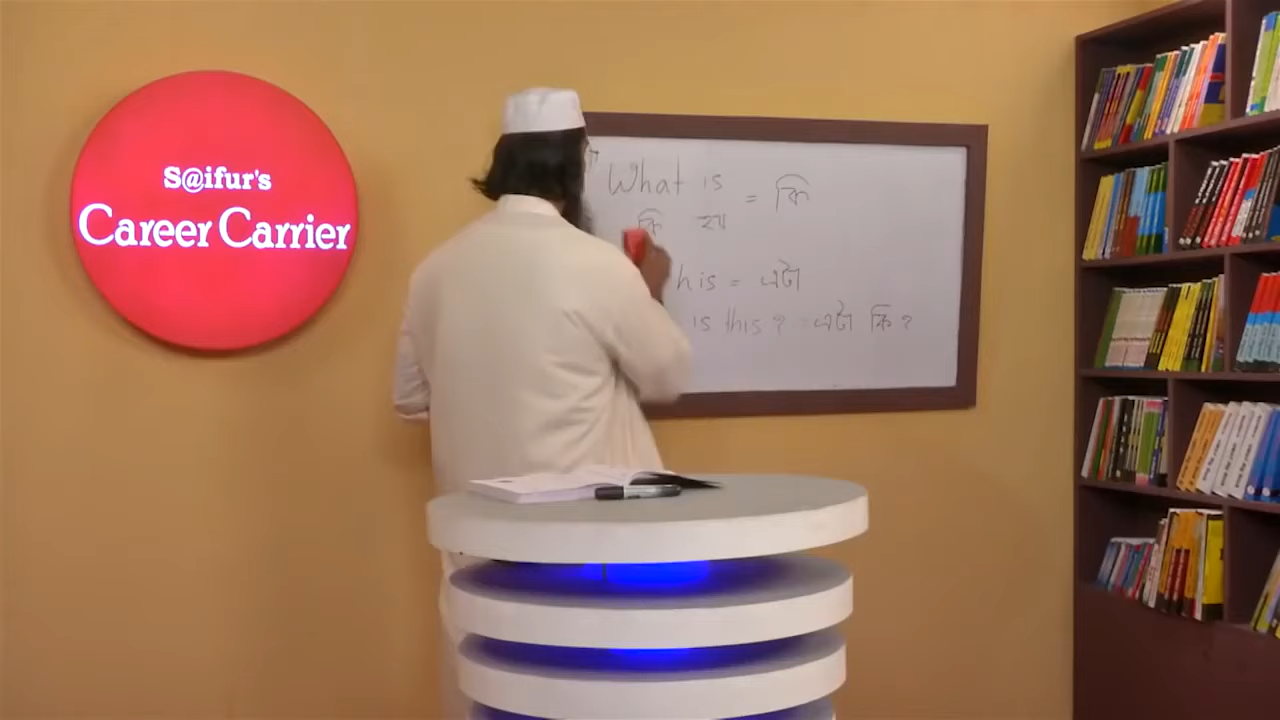 S@ifur's
Career Carrier
What is = কি
কি হয়
his = এটা
is this? = এটা কি?